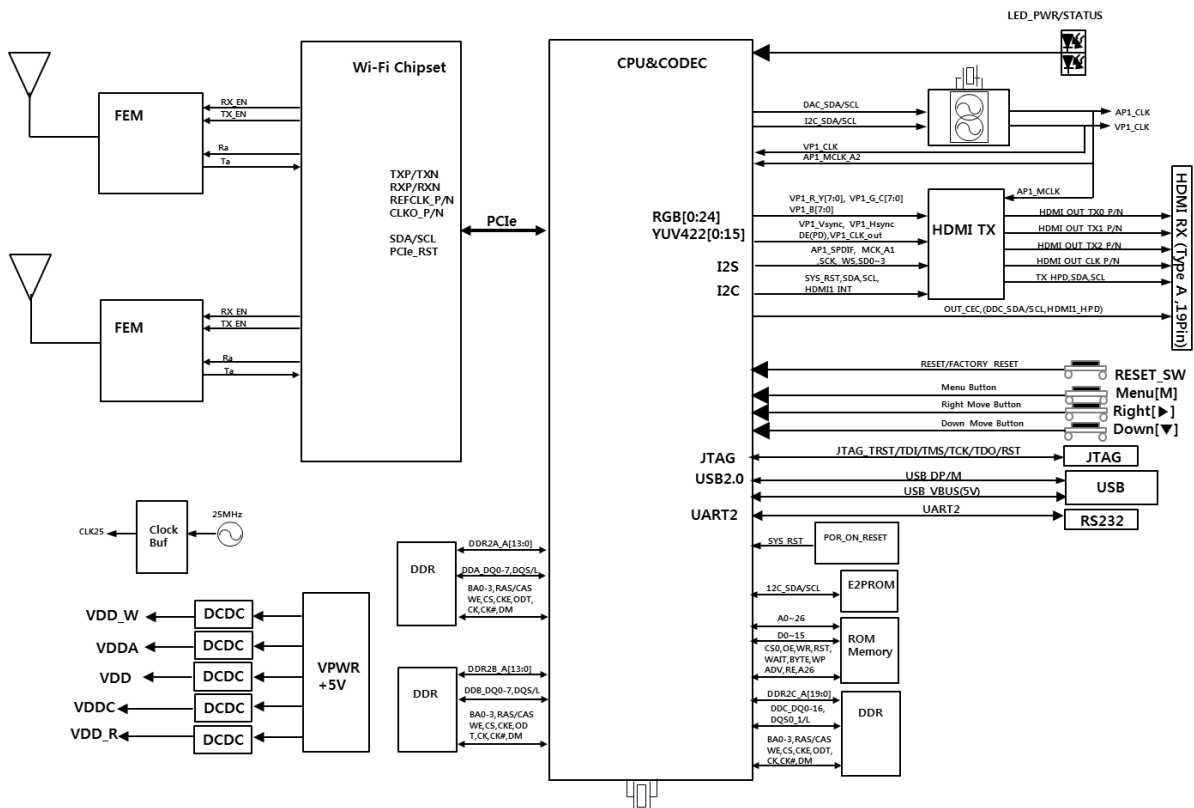 LED_PWR/STATUS
Wi-Fi Chipset
CPU&CODEC
FEM
RX_EN
TX_EN
Ra
Ta
TXP/TXN
RXP/RXN
REFCLK_P/N
CLKO_P/N
SDA/SCL
PCIe_RST
PCIe
FEM
RX EN
TX EN
Ra
Ta
DAC_SDA/SCL
I2C_SDA/SCL
AP1_CLK
VP1_CLK
VP1_CLK
AP1_MCLK_A2
AP1_MCLK
RGB[0:24]
YUV422[0:15]
I2S
I2C
VP1_R_Y[7:0], VP1_G_C[7:0]
VP1_B[7:0]
VP1_Vsync, VP1_Hsync
DE(PD),VP1_CLK_out
AP1_SPDIF, MCK_A1
,SCK, WS,SD0~3
SYS_RST,SDA,SCL,
HDMI1 INT
HDMI TX
HDMI OUT TX0 P/N
HDMI OUT TX1 P/N
HDMI OUT TX2 P/N
HDMI OUT CLK P/N
TX HPD,SDA,SCL
OUT_CEC,(DDC_SDA/SCL,HDMI1_HPD)
HDMI RX (Type A ,19Pin)
RESET/FACTORY RESET
RESET_SW
Menu Button
Menu[M]
Right Move Button
Right[▶]
Down Move Button
Down[▼]
JTAG
JTAG_TRST/TDI/TMS/TCK/TDO/RST
JTAG
USB2.0
USB DP/M
USB VBUS(5V)
USB
UART2
UART2
RS232
SYS RST
POR_ON_RESET
12C_SDA/SCL
E2PROM
A0~26
D0~15
CS0,OE,WR,RST,
WAIT,BYTE,WP
ADV,RE,A26
ROM
Memory
DDR2C_A[19:0]
DDC_DQ0-16,
DQS0_1/L
BA0-3,RAS/CAS
WE,CS,CKE,ODT,
CK,CK#,DM
DDR
CLK25
Clock
Buf
25MHz
DDR
DDR2A_A[13:0]
DDA_DQ0-7,DQS/L
BA0-3,RAS/CAS
WE,CS,CKE,ODT,
CK,CK#,DM
DDR
DDR2B_A[13:0]
DDB_DQ0-7,DQS/L
BA0-3,RAS/CAS
WE,CS,CKE,OD
T,CK,CK#,DM
VDD_W
DCDC
VDDA
DCDC
VDD
DCDC
VDDC
DCDC
VDD_R
DCDC
VPWR
+5V